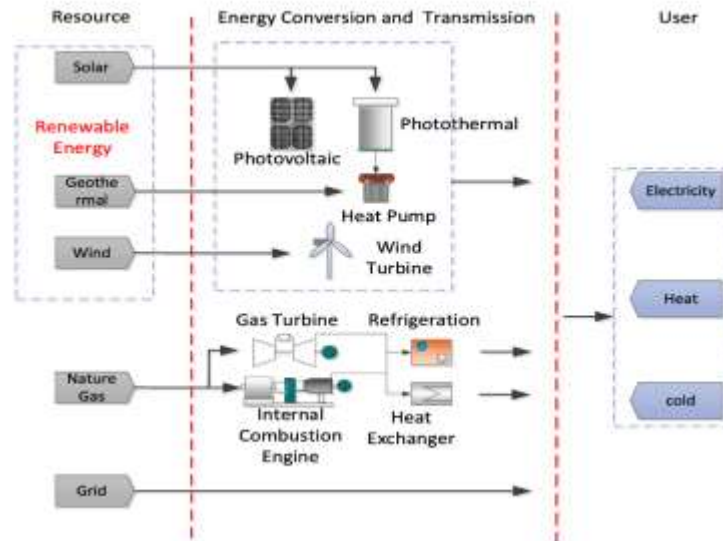 Resource
Energy Conversion and Transmission
User
Solar
Renewable
Energy
Photovoltaic
Photothermal
Geothe
rmal
Heat Pump
Electricity
Wind
Wind
Turbine
Heat
Gas Turbine
Refrigeration
Nature
Gas
Internal
Combustion
Engine
Heat
Exchanger
cold
Grid